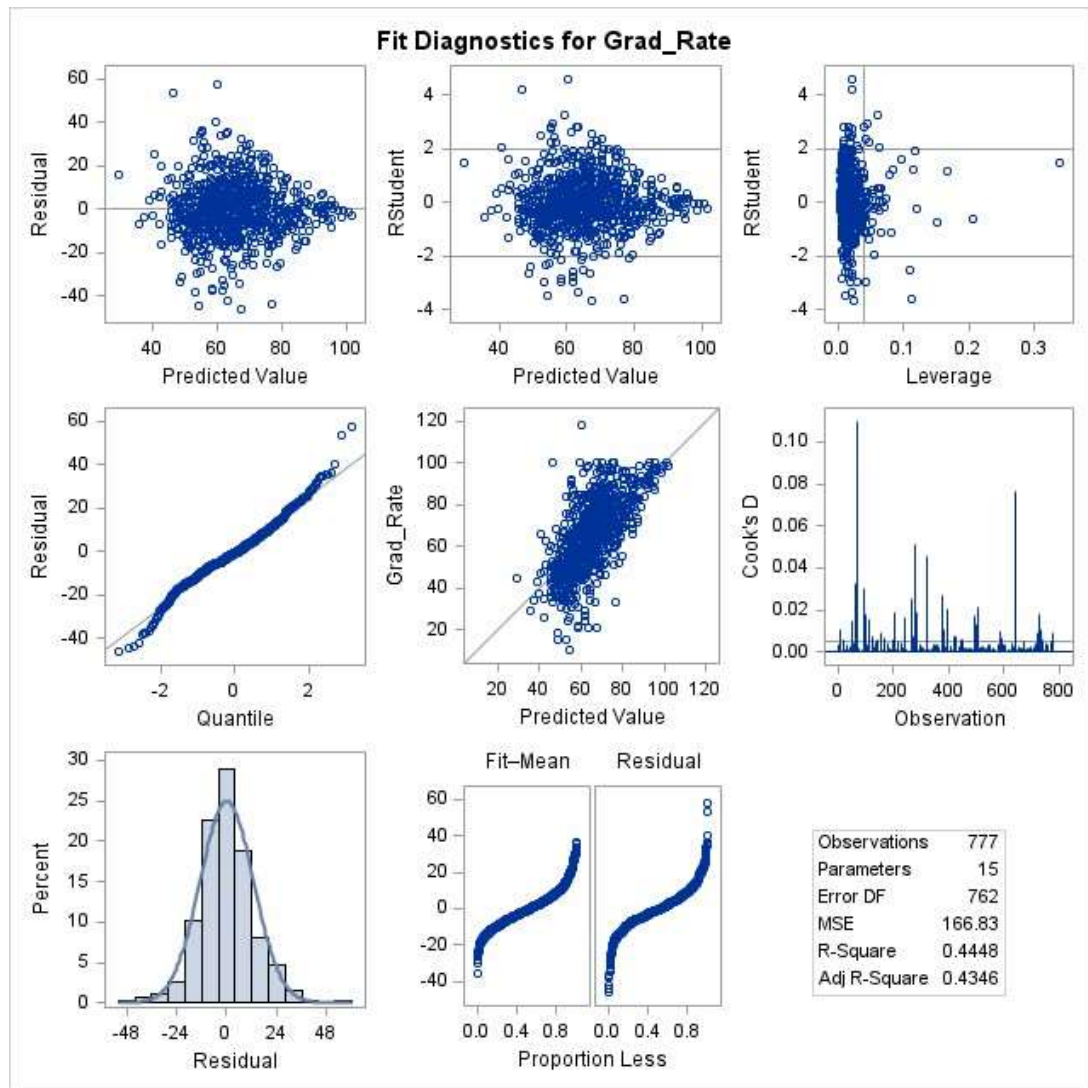 Fit Diagnostics for Grad_Rate
60
40
20
0
-20
-40
Residual
40 60 80 100
Predicted Value
4
2
0
-2
-4
RStudent
40 60 80 100
Predicted Value
4
2
0
-2
-4
RStudent
0.0 0.1 0.2 0.3
Leverage
60
40
20
0
-20
-40
Residual
-2 0 2
Quantile
120
100
80
60
40
20
Grad_Rate
20 40 60 80 100 120
Predicted Value
0.10
0.08
0.06
0.04
0.02
0.00
Cook's D
0 200 400 600 800
Observation
30
25
20
15
10
5
0
Percent
-48 -24 0 24 48
Residual
Fit–Mean Residual
60
40
20
0
-20
-40
0.0 0.4 0.8 0.0 0.4 0.8
Proportion Less
Observations 777
Parameters 15
Error DF 762
MSE 166.83
R-Square 0.4448
Adj R-Square 0.4346